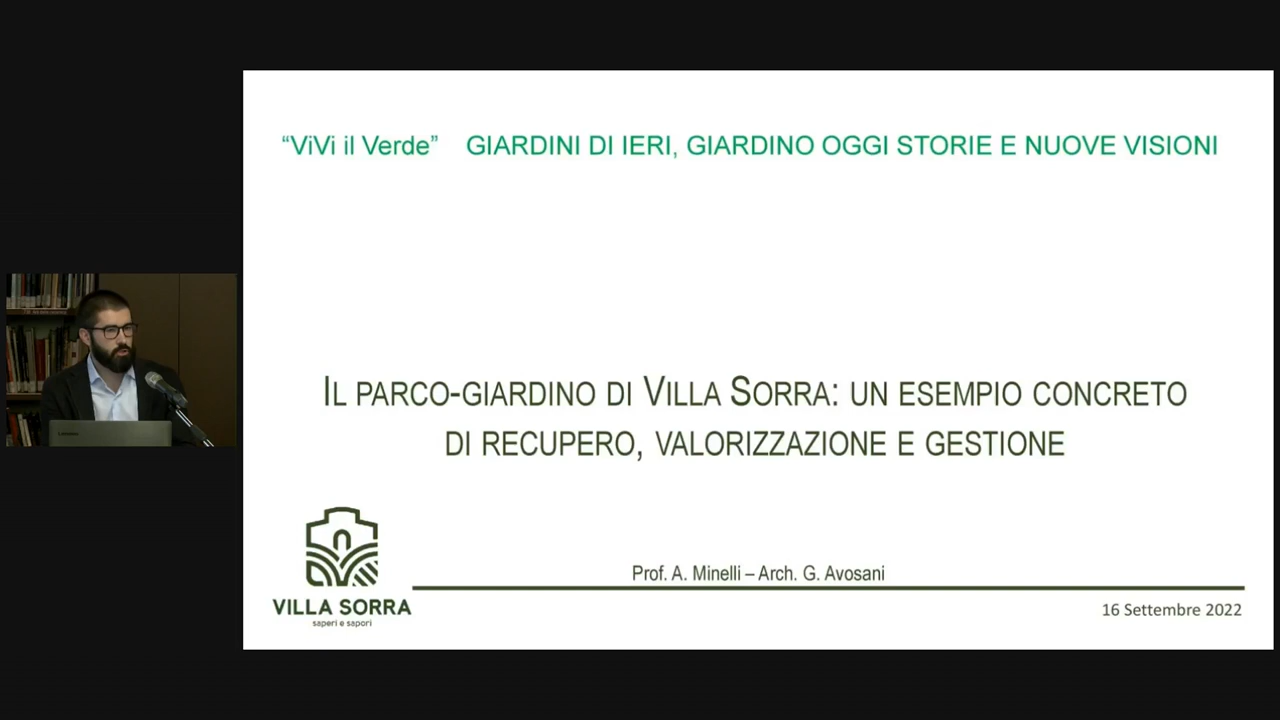 “ViVi il Verde” GIARDINI DI IERI, GIARDINO OGGI STORIE E NUOVE VISIONI
IL PARCO-GIARDINO DI VILLA SORRA: UN ESEMPIO CONCRETO
DI RECUPERO, VALORIZZAZIONE E GESTIONE
Prof. A. Minelli – Arch. G. Avosani
VILLA SORRA
saperi e sapori
16 Settembre 2022